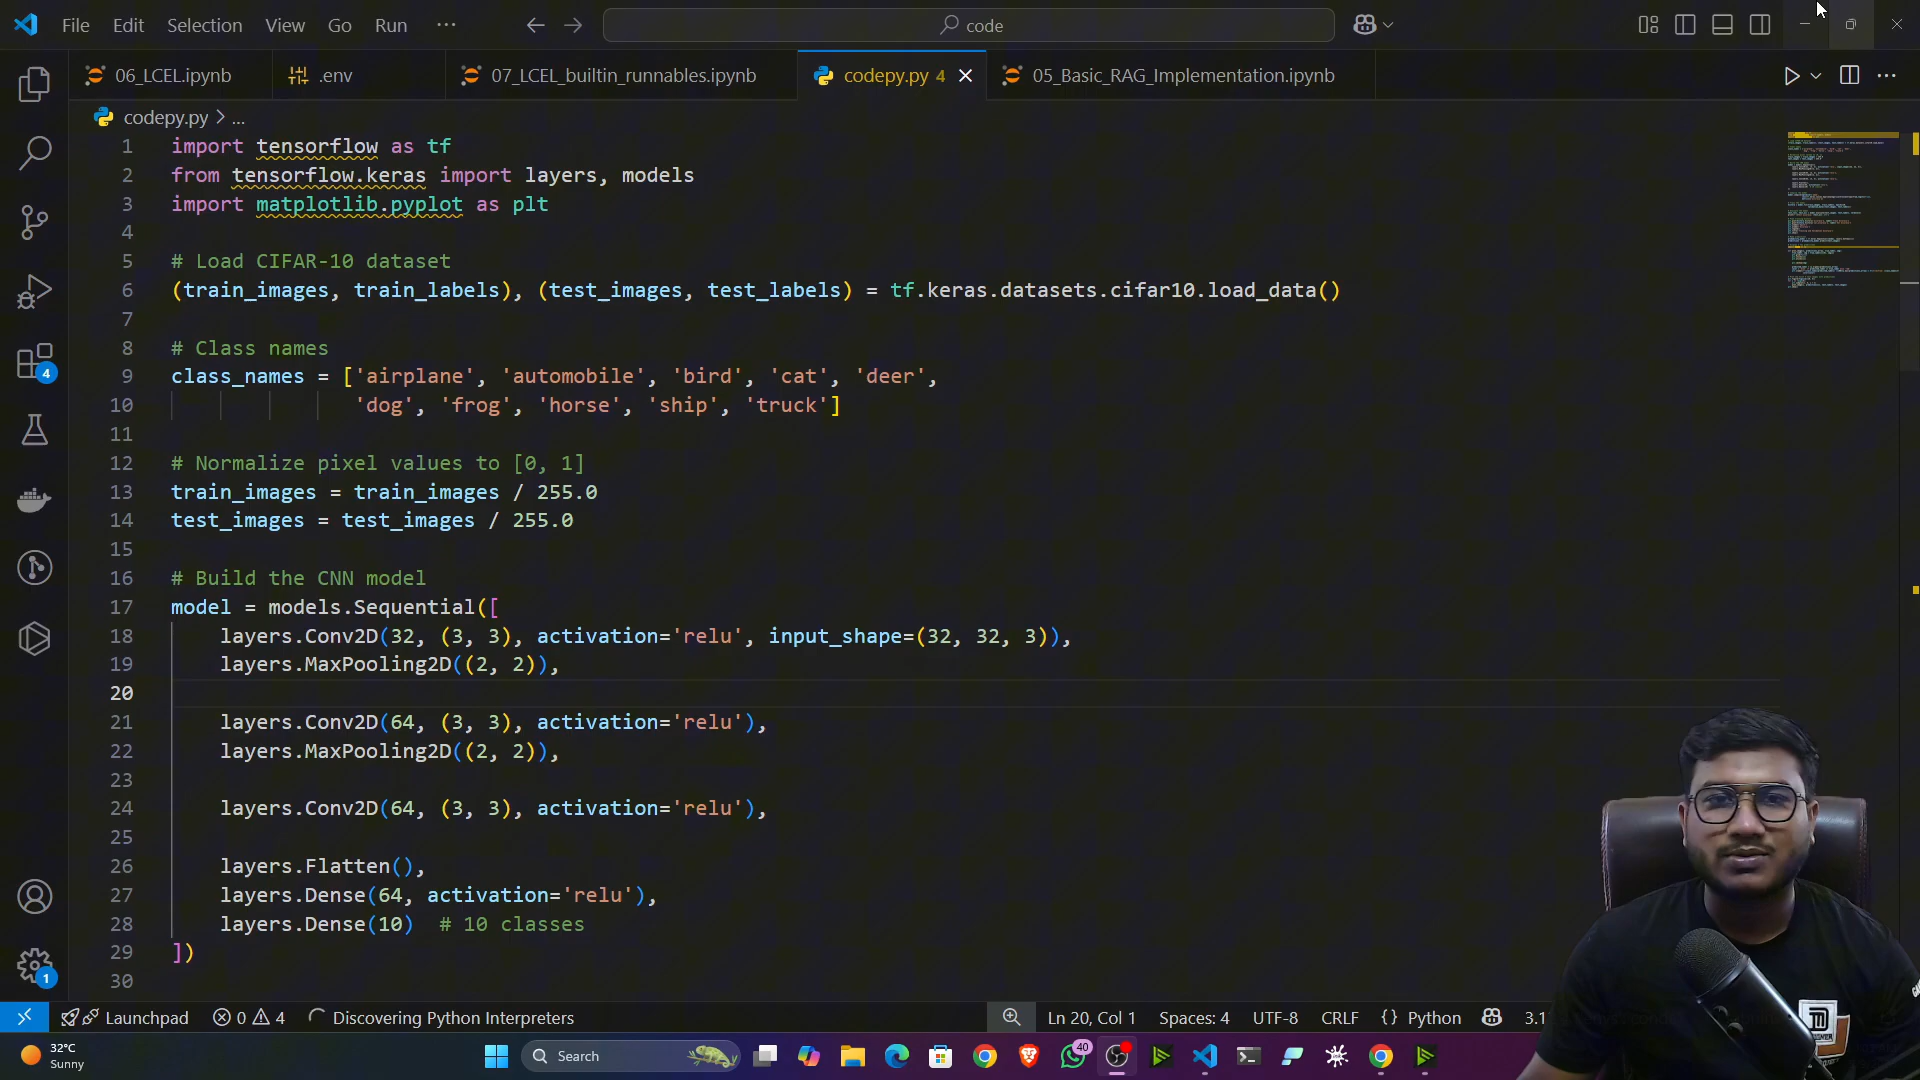 File Edit Selection View Go Run ··· code
06_LCEL.ipynb .env 07_LCEL_builtin_runnables.ipynb codepy.py 4 05_Basic_RAG_Implementation.ipynb
codepy.py > ...
1 import tensorflow as tf
2 from tensorflow.keras import layers, models
3 import matplotlib.pyplot as plt
4
5 # Load CIFAR-10 dataset
6 (train_images, train_labels), (test_images, test_labels) = tf.keras.datasets.cifar10.load_data()
7
8 # Class names
9 class_names = ['airplane', 'automobile', 'bird', 'cat', 'deer',
10 'dog', 'frog', 'horse', 'ship', 'truck']
11
12 # Normalize pixel values to [0, 1]
13 train_images = train_images / 255.0
14 test_images = test_images / 255.0
15
16 # Build the CNN model
17 model = models.Sequential([
18 layers.Conv2D(32, (3, 3), activation='relu', input_shape=(32, 32, 3)),
19 layers.MaxPooling2D((2, 2)),
20
21 layers.Conv2D(64, (3, 3), activation='relu'),
22 layers.MaxPooling2D((2, 2)),
23
24 layers.Conv2D(64, (3, 3), activation='relu'),
25
26 layers.Flatten(),
27 layers.Dense(64, activation='relu'),
28 layers.Dense(10) # 10 classes
29 ])
30
4
1
Launchpad 0 4 Discovering Python Interpreters Ln 20, Col 1 Spaces: 4 UTF-8 CRLF {} Python
32°C
Sunny
Search
40